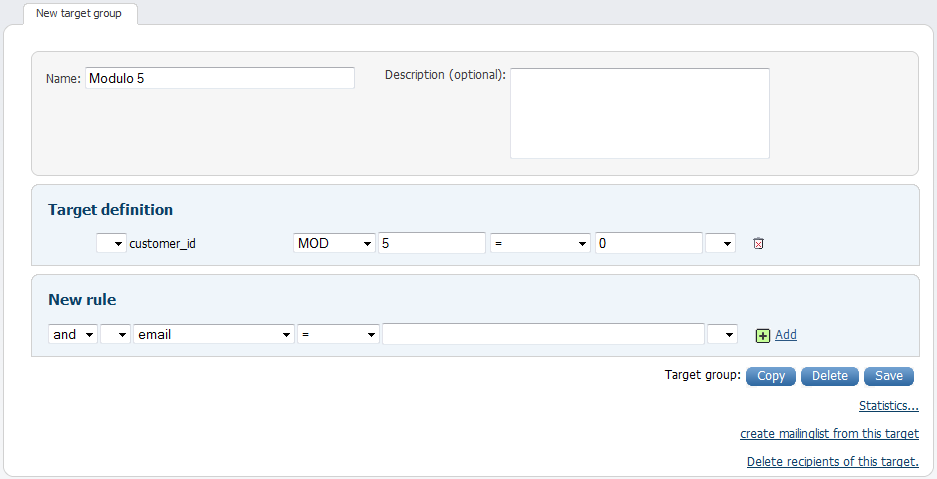 New target group
Name: Modulo 5 Description (optional):
Target definition
customer_id MOD 5 = 0
New rule
and email = Add
Target group: Copy Delete Save
Statistics...
create mailinglist from this target
Delete recipients of this target.